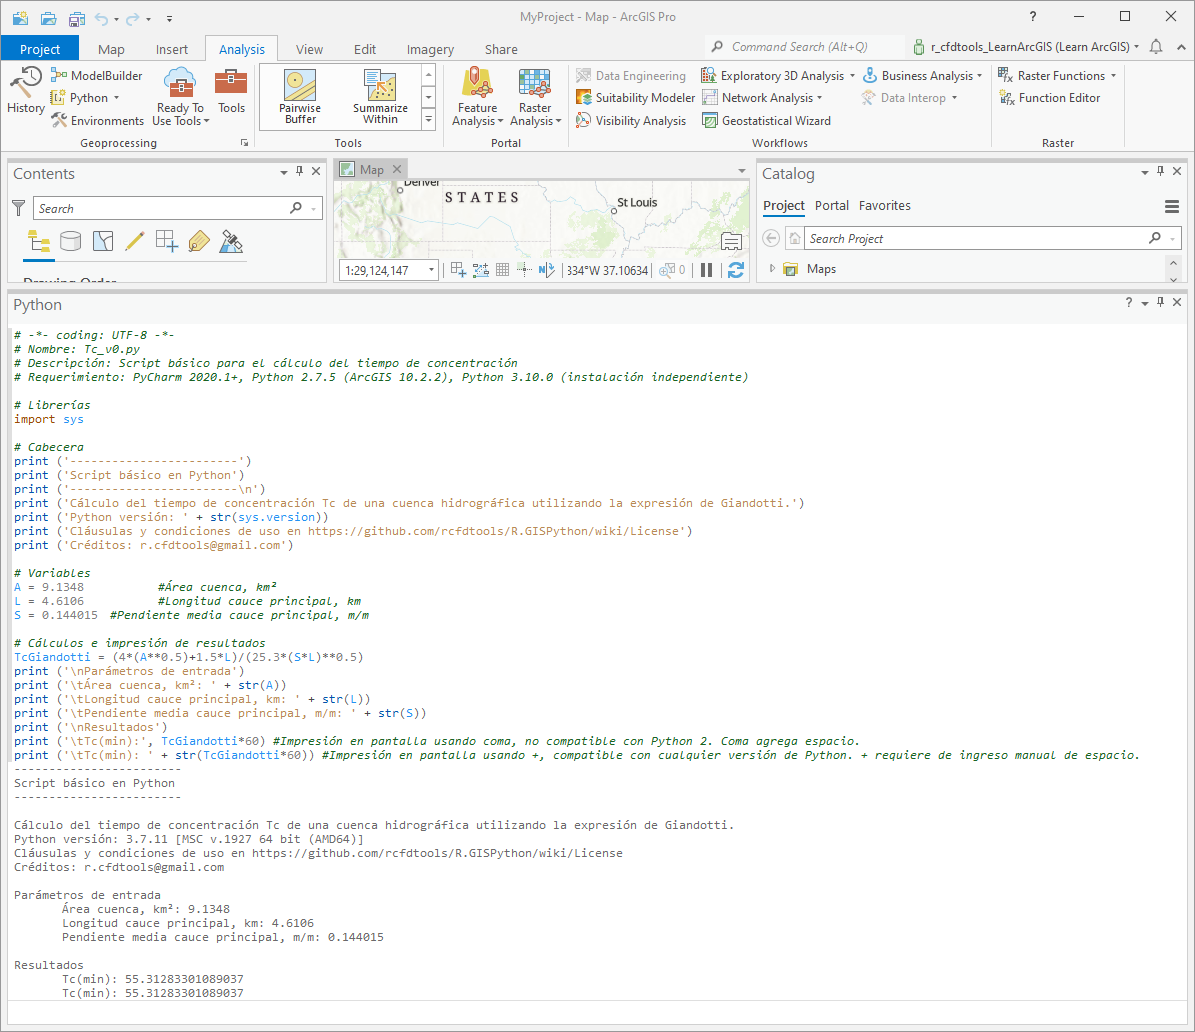 MyProject - Map - ArcGIS Pro
?
Project Map Insert Analysis View Edit Imagery Share
Command Search (Alt+Q)
r_cfdtools_LearnArcGIS (Learn ArcGIS)
History
ModelBuilder
Python
Environments
Ready To Use Tools
Tools
Geoprocessing
Pairwise Buffer
Summarize Within
Tools
Feature Analysis
Raster Analysis
Portal
Data Engineering
Suitability Modeler
Visibility Analysis
Exploratory 3D Analysis
Network Analysis
Geostatistical Wizard
Business Analysis
Data Interop
Workflows
Raster Functions
Function Editor
Raster
Contents
Search
Drawing Order
Map
Denver
STATES
St Louis
1:29,124,147
334°W 37.10634
0
Catalog
Project Portal Favorites
Search Project
Maps
Python
?
# -*- coding: UTF-8 -*-
# Nombre: Tc_v0.py
# Descripción: Script básico para el cálculo del tiempo de concentración
# Requerimiento: PyCharm 2020.1+, Python 2.7.5 (ArcGIS 10.2.2), Python 3.10.0 (instalación independiente)
# Librerías
import sys
# Cabecera
print ('------------------------')
print ('Script básico en Python')
print ('------------------------\n')
print ('Cálculo del tiempo de concentración Tc de una cuenca hidrográfica utilizando la expresión de Giandotti.')
print ('Python versión: ' + str(sys.version))
print ('Cláusulas y condiciones de uso en https://github.com/rcfdtools/R.GISPython/wiki/License')
print ('Créditos: r.cfdtools@gmail.com')
# Variables
A = 9.1348 #Área cuenca, km²
L = 4.6106 #Longitud cauce principal, km
S = 0.144015 #Pendiente media cauce principal, m/m
# Cálculos e impresión de resultados
TcGiandotti = (4*(A**0.5)+1.5*L)/(25.3*(S*L)**0.5)
print ('\nParámetros de entrada')
print ('\tÁrea cuenca, km²: ' + str(A))
print ('\tLongitud cauce principal, km: ' + str(L))
print ('\tPendiente media cauce principal, m/m: ' + str(S))
print ('\nResultados')
print ('\tTc(min):', TcGiandotti*60) #Impresión en pantalla usando coma, no compatible con Python 2. Coma agrega espacio.
print ('\tTc(min): ' + str(TcGiandotti*60)) #Impresión en pantalla usando +, compatible con cualquier versión de Python. + requiere de ingreso manual de espacio.
------------------------
Script básico en Python
------------------------
Cálculo del tiempo de concentración Tc de una cuenca hidrográfica utilizando la expresión de Giandotti.
Python versión: 3.7.11 [MSC v.1927 64 bit (AMD64)]
Cláusulas y condiciones de uso en https://github.com/rcfdtools/R.GISPython/wiki/License
Créditos: r.cfdtools@gmail.com
Parámetros de entrada
Área cuenca, km²: 9.1348
Longitud cauce principal, km: 4.6106
Pendiente media cauce principal, m/m: 0.144015
Resultados
Tc(min): 55.31283301089037
Tc(min): 55.31283301089037